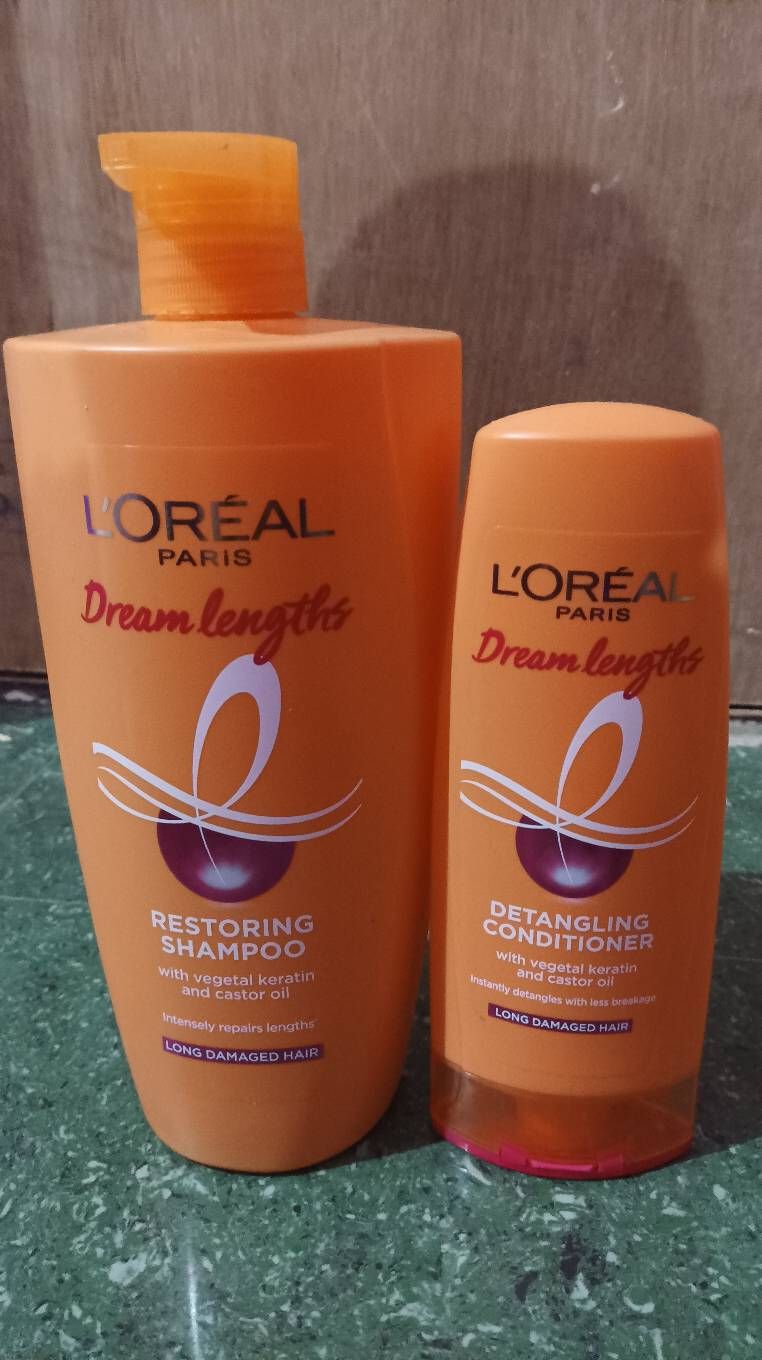 L'ORÉAL
PARIS
Dream lengths
RESTORING
SHAMPOO
with vegetal keratin
and castor oil
Intensely repairs lengths
LONG DAMAGED HAIR
L'ORÉAL
PARIS
Dream lengths
DETANGLING
CONDITIONER
with vegetal keratin
and castor oil
Instantly detangles with less breakage
LONG DAMAGED HAIR